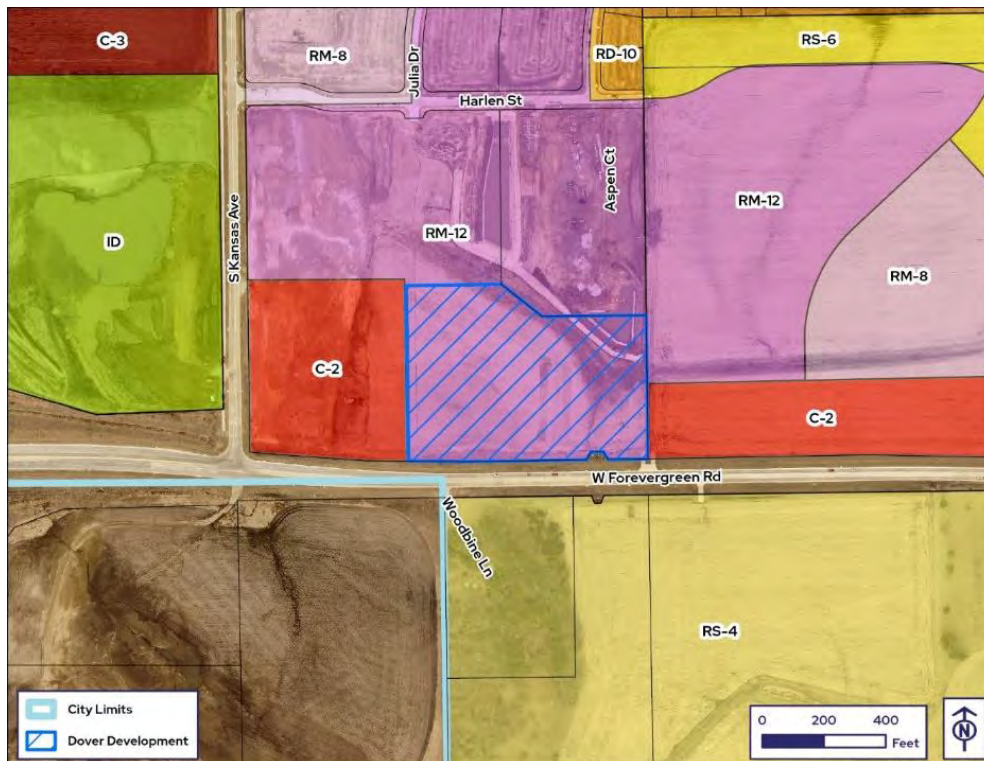 C-3
RM-8
Julia Dr
RD-10
RS-6
Harlen St
Aspen Ct
S Kansas Ave
ID
RM-12
RM-12
RM-8
C-2
C-2
W Forevergreen Rd
Woodbine Ln
RS-4
City Limits
Dover Development
0 200 400
Feet
N